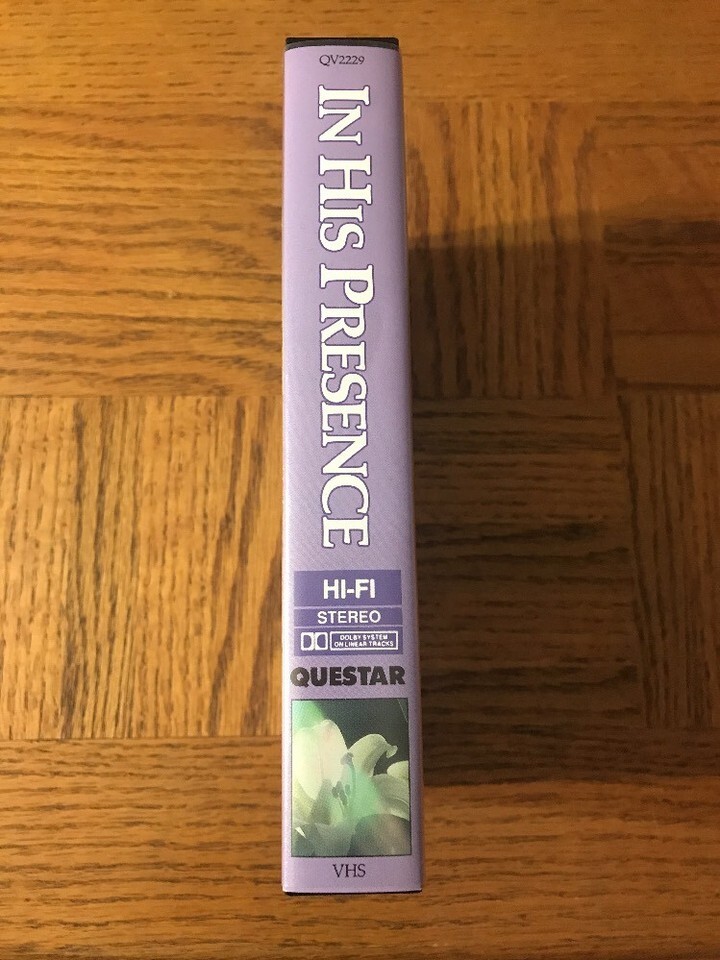 QV2229
IN HIS PRESENCE
HI-FI
STEREO
DOLBY SYSTEM
ON LINEAR TRACKS
QUESTAR
VHS